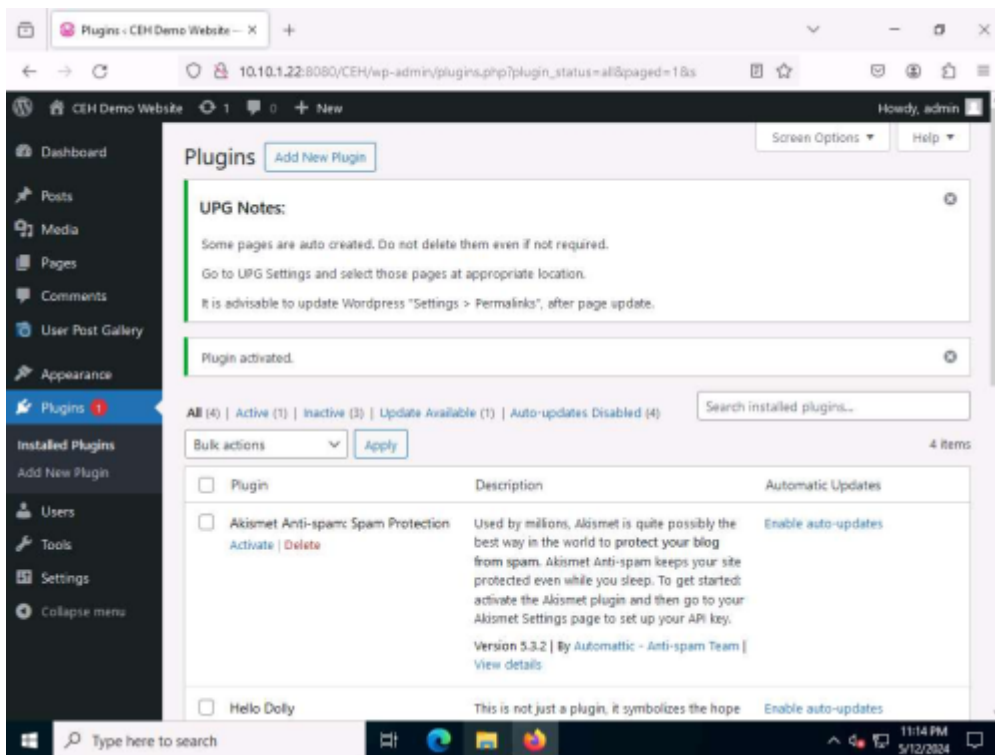 Plugins ‹ CEH Demo Website — ×
10.10.1.22:8080/CEH/wp-admin/plugins.php?plugin_status=all&paged=1&s
CEH Demo Website 1 0 + New Howdy, admin
Screen Options Help
Dashboard
Posts
Media
Pages
Comments
User Post Gallery
Appearance
Plugins 1
Installed Plugins
Add New Plugin
Users
Tools
Settings
Collapse menu
Plugins Add New Plugin
UPG Notes:
Some pages are auto created. Do not delete them even if not required.
Go to UPG Settings and select those pages at appropriate location.
It is advisable to update Wordpress "Settings > Permalinks", after page update.
Plugin activated.
All (4) | Active (1) | Inactive (3) | Update Available (1) | Auto-updates Disabled (4)
Search installed plugins...
Bulk actions Apply 4 items
Plugin Description Automatic Updates
Akismet Anti-spam: Spam Protection
Activate | Delete
Used by millions, Akismet is quite possibly the
best way in the world to protect your blog
from spam. Akismet Anti-spam keeps your site
protected even while you sleep. To get started:
activate the Akismet plugin and then go to your
Akismet Settings page to set up your API key.
Version 5.3.2 | By Automattic - Anti-spam Team |
View details
Enable auto-updates
Hello Dolly
This is not just a plugin, it symbolizes the hope
Enable auto-updates
Type here to search
11:14 PM
5/12/2024